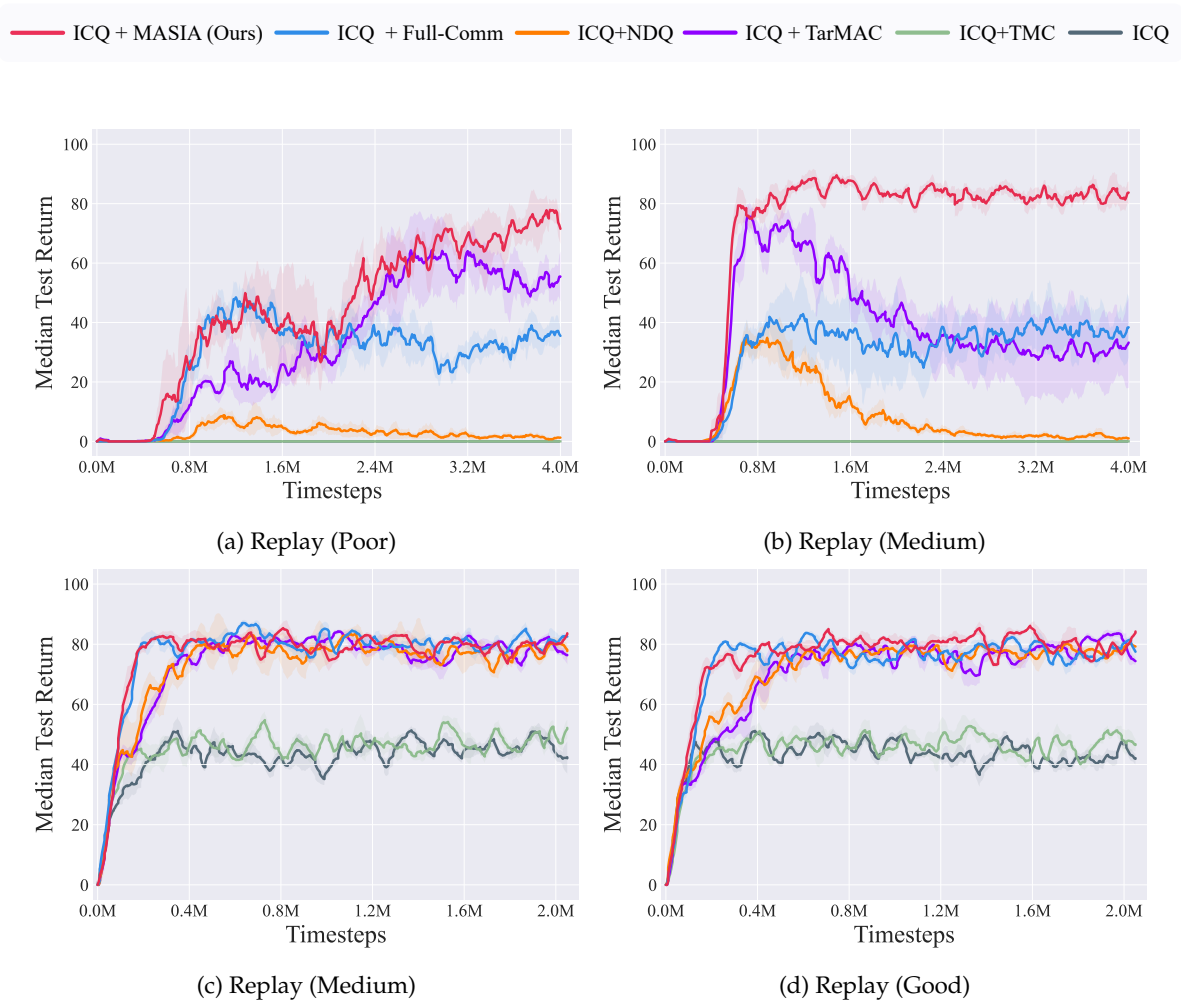 ICQ + MASIA (Ours) ICQ + Full-Comm ICQ+NDQ ICQ + TarMAC ICQ+TMC ICQ
Median Test Return
100
80
60
40
20
0
0.0M 0.8M 1.6M 2.4M 3.2M 4.0M
Timesteps
(a) Replay (Poor)
Median Test Return
100
80
60
40
20
0
0.0M 0.8M 1.6M 2.4M 3.2M 4.0M
Timesteps
(b) Replay (Medium)
Median Test Return
100
80
60
40
20
0
0.0M 0.4M 0.8M 1.2M 1.6M 2.0M
Timesteps
(c) Replay (Medium)
Median Test Return
100
80
60
40
20
0
0.0M 0.4M 0.8M 1.2M 1.6M 2.0M
Timesteps
(d) Replay (Good)